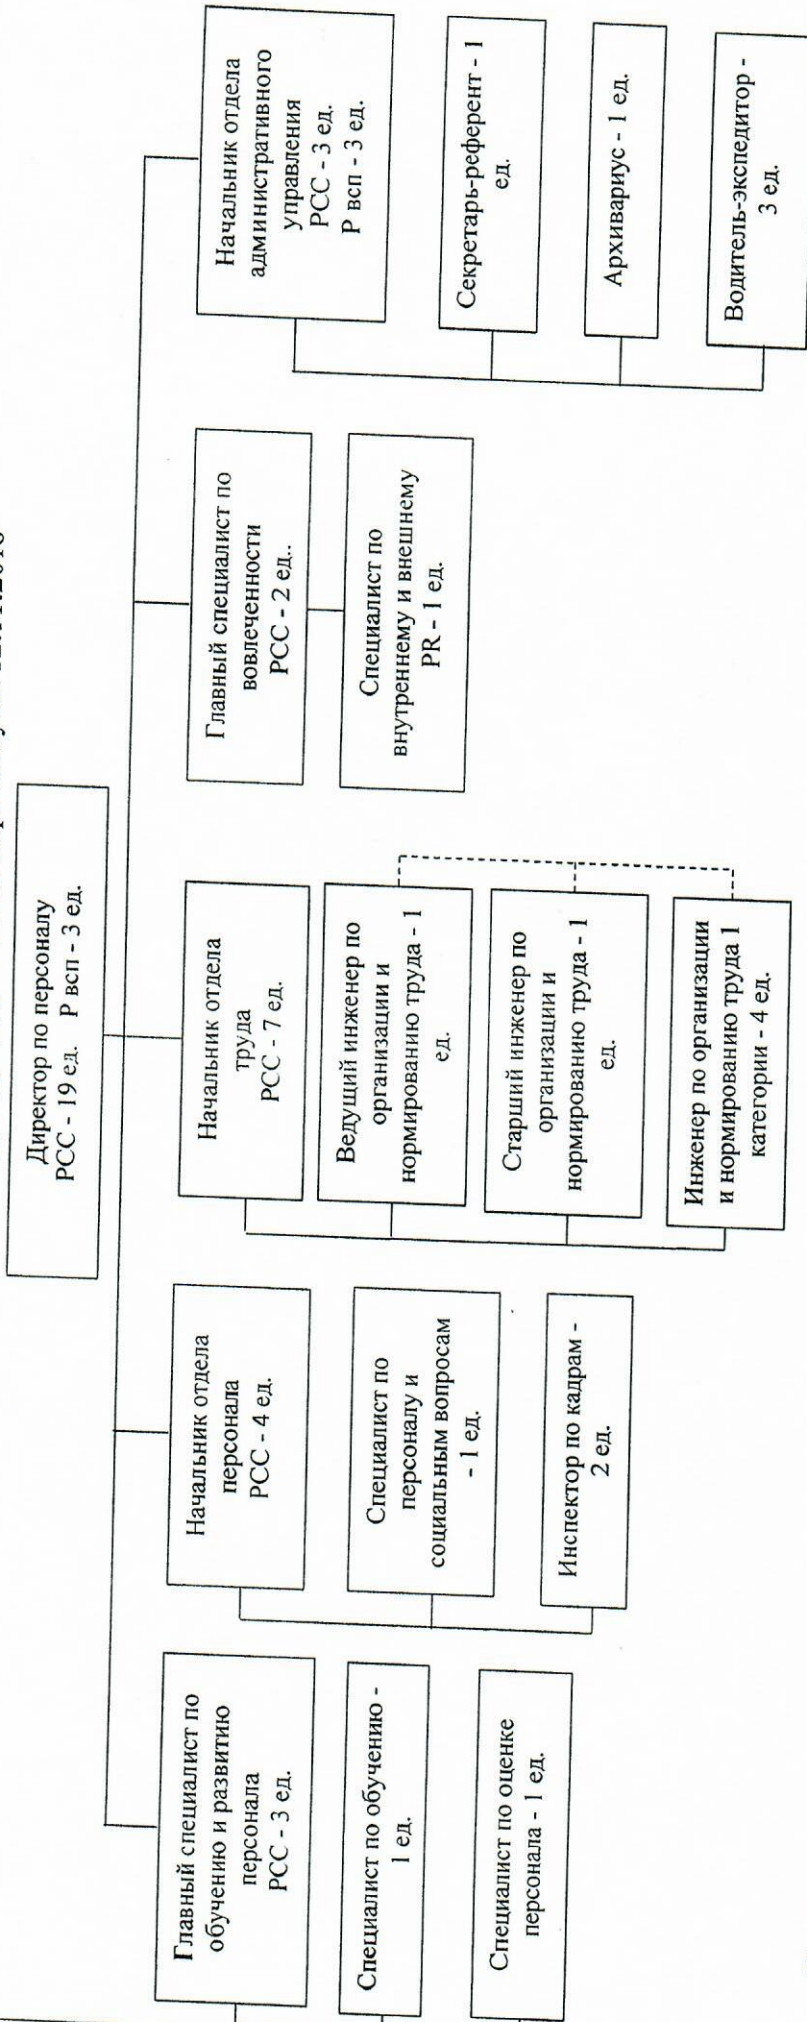 Директор по персоналу
РСС - 19 ед. Р всп - 3 ед.
Главный специалист по
обучению и развитию
персонала
РСС - 3 ед.
Специалист по обучению -
1 ед.
Специалист по оценке
персонала - 1 ед.
Начальник отдела
персонала
РСС - 4 ед.
Специалист по
персоналу и
социальным вопросам
- 1 ед.
Инспектор по кадрам -
2 ед.
Начальник отдела
труда
РСС - 7 ед.
Ведущий инженер по
организации и
нормированию труда - 1
ед.
Старший инженер по
организации и
нормированию труда - 1
ед.
Инженер по организации
и нормированию труда 1
категории - 4 ед.
Главный специалист по
вовлеченности
РСС - 2 ед..
Специалист по
внутреннему и внешнему
PR - 1 ед.
Начальник отдела
административного
управления
РСС - 3 ед.
Р всп - 3 ед.
Секретарь-референт - 1
ед.
Архивариус - 1 ед.
Водитель-экспедитор -
3 ед.